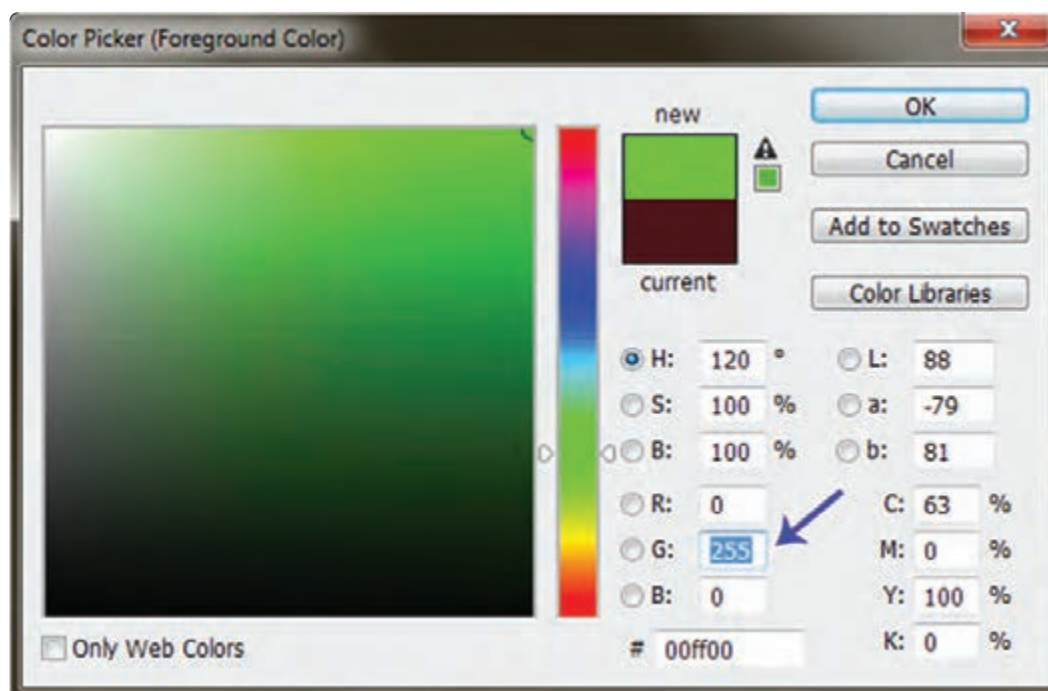 Color Picker (Foreground Color)
new
OK
Cancel
Add to Swatches
current
Color Libraries
H: 120 ° L: 88
S: 100 % a: -79
B: 100 % b: 81
R: 0 C: 63 %
G: 255 M: 0 %
B: 0 Y: 100 %
Only Web Colors # 00ff00 K: 0 %